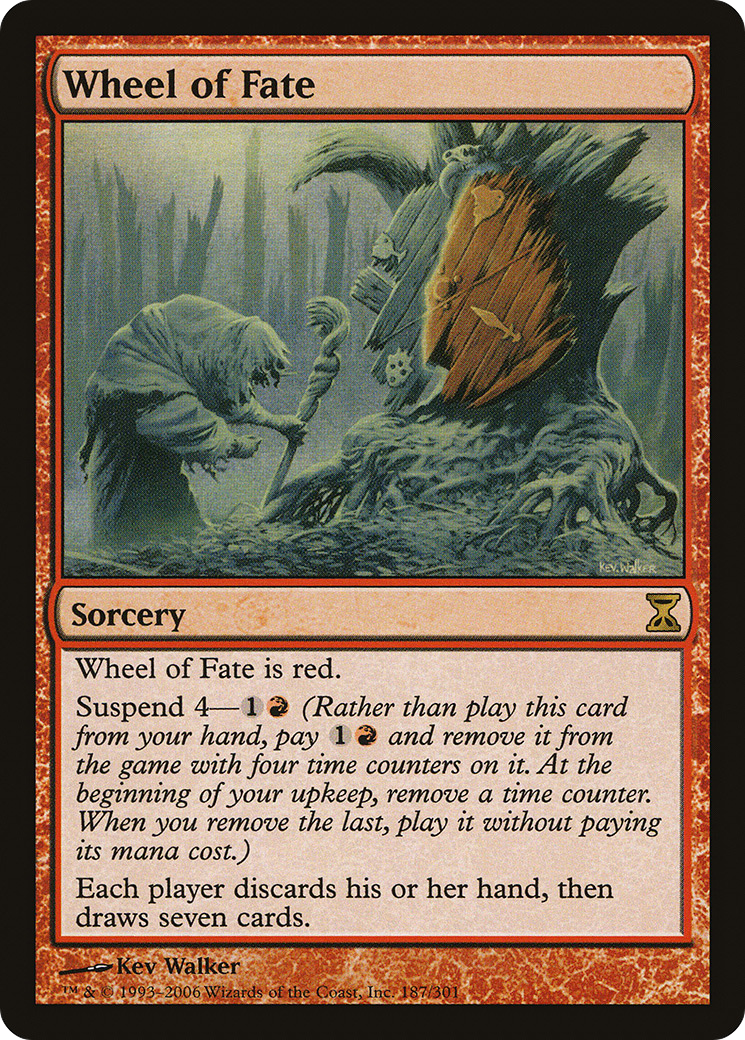 Wheel of Fate
KEV. WALKER
Sorcery
Wheel of Fate is red.
Suspend 4—1R (Rather than play this card
from your hand, pay 1R and remove it from
the game with four time counters on it. At the
beginning of your upkeep, remove a time counter.
When you remove the last, play it without paying
its mana cost.)
Each player discards his or her hand, then
draws seven cards.
Kev Walker
™ & © 1993–2006 Wizards of the Coast, Inc. 187/301